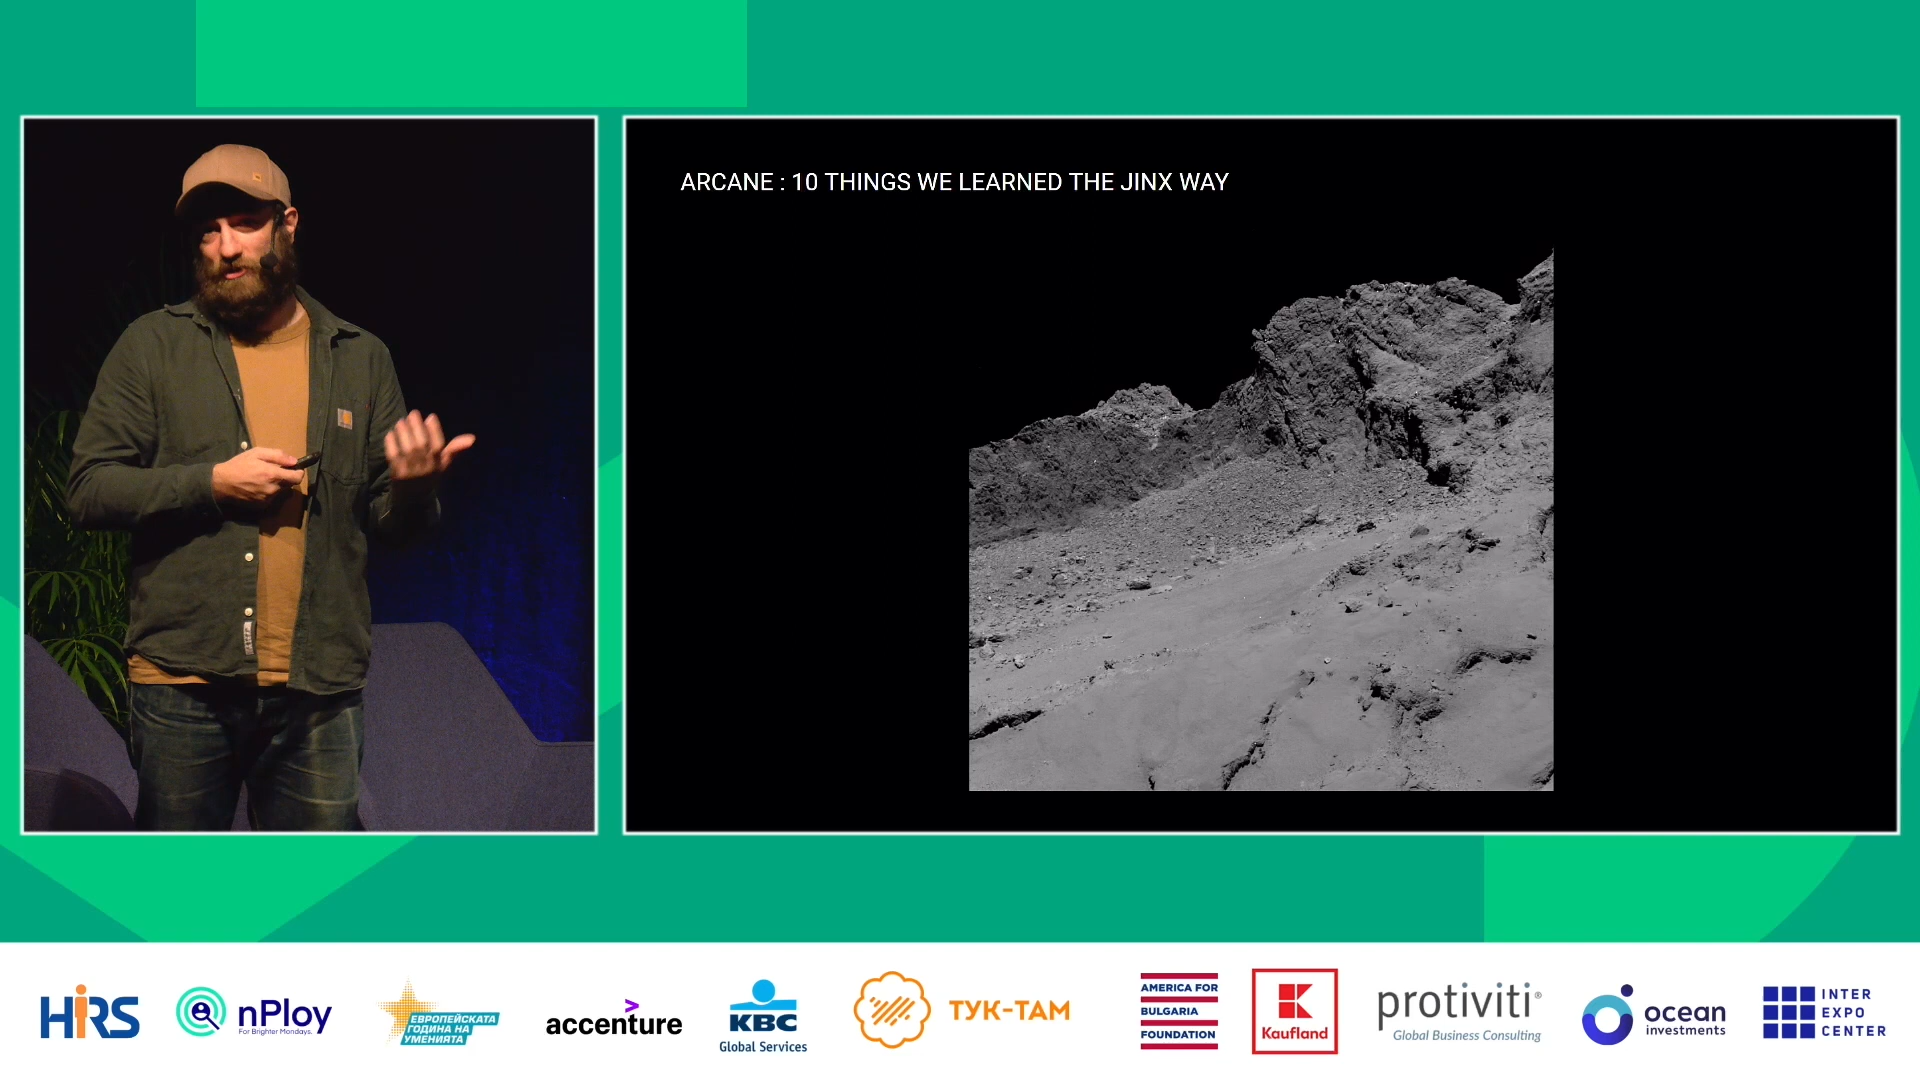 ARCANE : 10 THINGS WE LEARNED THE JINX WAY
HRS
nPloy
For Brighter Mondays.
ЕВРОПЕЙСКАТА
ГОДИНА НА
УМЕНИЯТА
accenture
KBC
Global Services
ТУК-ТАМ
AMERICA FOR
BULGARIA
FOUNDATION
Kaufland
protiviti®
Global Business Consulting
ocean
investments
INTER
EXPO
CENTER